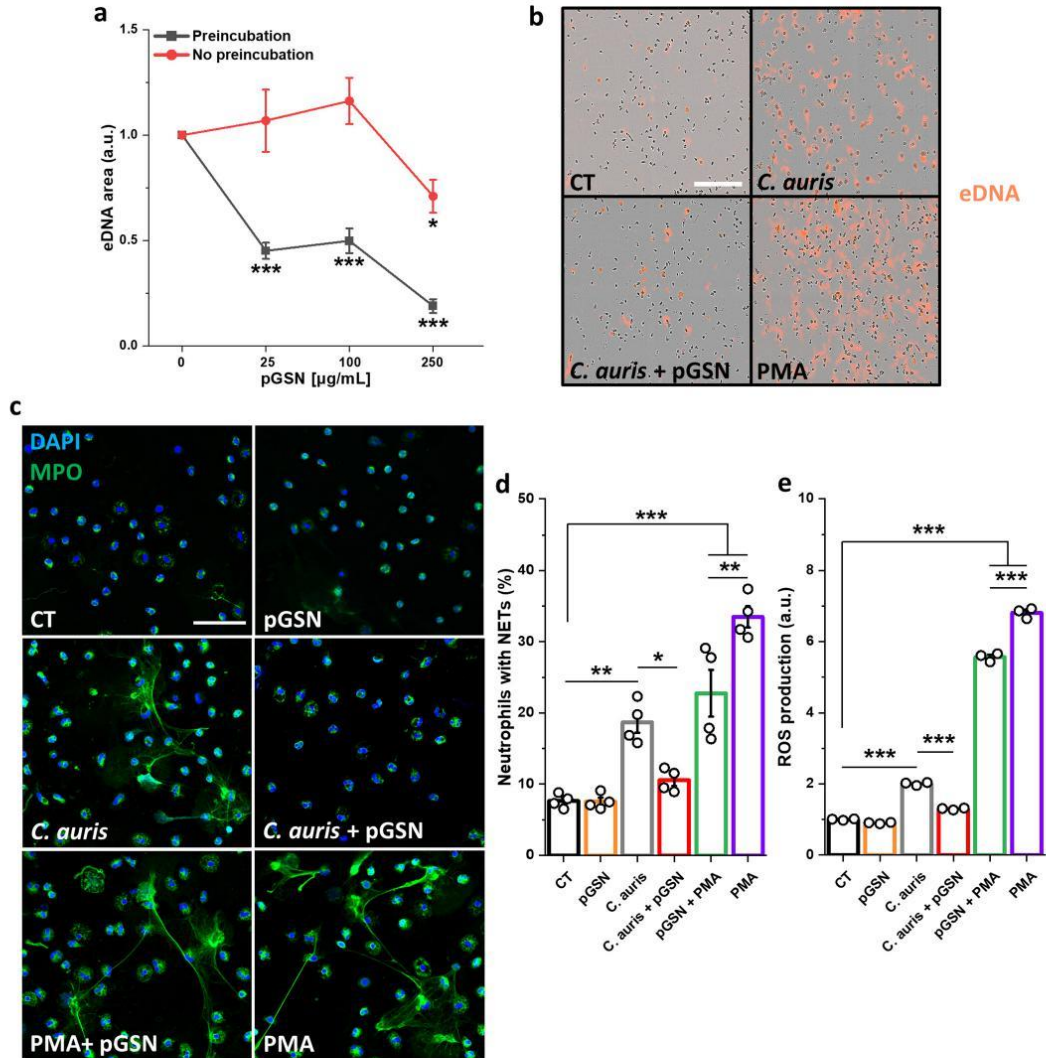 a
1.5
1.0
0.5
0.0
eDNA area (a.u.)
Preincubation
No preincubation
*
***
***
***
0
25
100
250
pGSN [µg/mL]
b
CT
C. auris
C. auris + pGSN
PMA
eDNA
c
DAPI
MPO
CT
pGSN
C. auris
C. auris + pGSN
PMA+ pGSN
PMA
d
50
40
30
20
10
0
Neutrophils with NETs (%)
***
**
**
*
CT
pGSN
C. auris
C. auris + pGSN
pGSN + PMA
PMA
e
10
8
6
4
2
0
ROS production (a.u.)
***
***
***
***
CT
pGSN
C. auris
C. auris + pGSN
pGSN + PMA
PMA